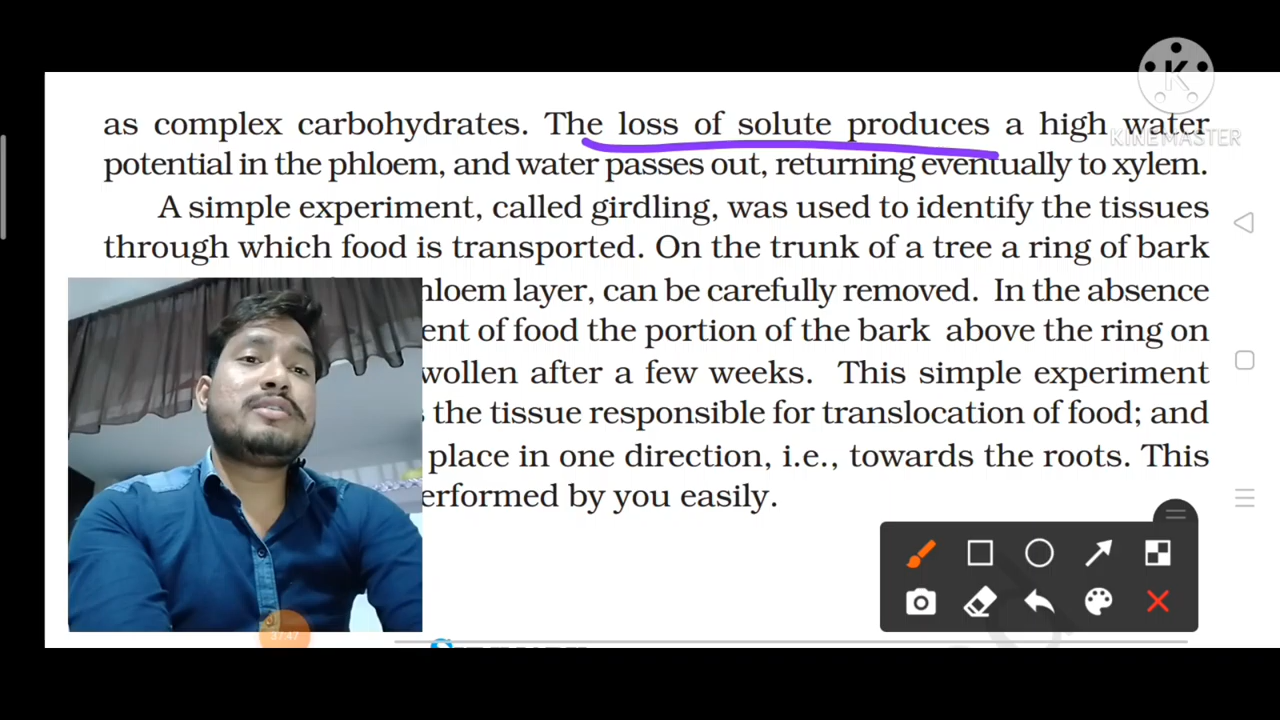 as complex carbohydrates. The loss of solute produces a high water
potential in the phloem, and water passes out, returning eventually to xylem.
A simple experiment, called girdling, was used to identify the tissues
through which food is transported. On the trunk of a tree a ring of bark
hloem layer, can be carefully removed. In the absence
ent of food the portion of the bark above the ring on
wollen after a few weeks. This simple experiment
the tissue responsible for translocation of food; and
place in one direction, i.e., towards the roots. This
erformed by you easily.
K
KINEMASTER
37:47